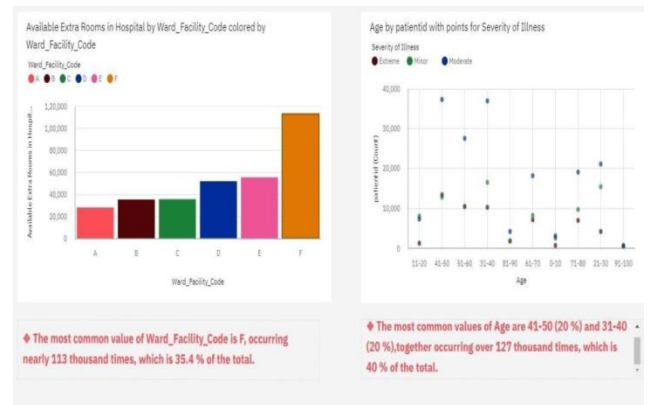 Available Extra Rooms in Hospital by Ward_Facility_Code colored by
Ward_Facility_Code
Ward_Facility_Code
A B C D E F
Available Extra Rooms in Hospit...
1,20,000
1,00,000
80,000
60,000
40,000
20,000
0
A B C D E F
Ward_Facility_Code
❖ The most common value of Ward_Facility_Code is F, occurring
nearly 113 thousand times, which is 35.4 % of the total.
Age by patientid with points for Severity of Illness
Severity of Illness
Extreme Minor Moderate
patientid (Count)
40,000
30,000
20,000
10,000
0
11-20 41-50 51-60 31-40 81-90 61-70 0-10 71-80 21-30 91-100
Age
❖ The most common values of Age are 41-50 (20 %) and 31-40
(20 %),together occurring over 127 thousand times, which is
40 % of the total.